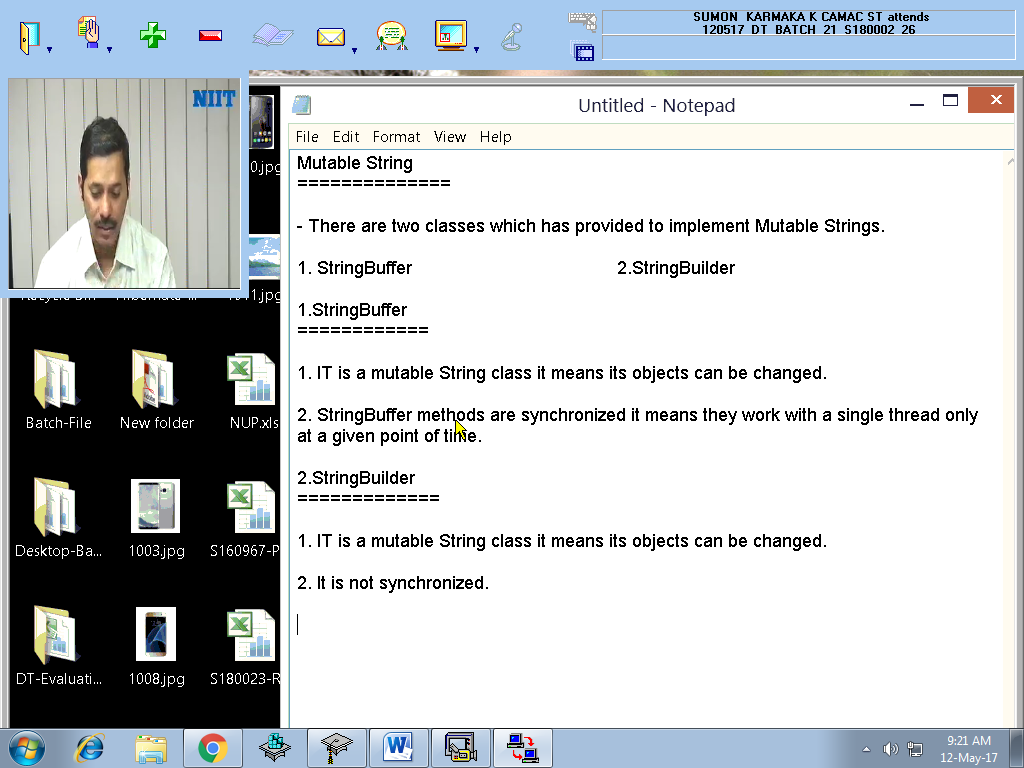 SUMON KARMAKA K CAMAC ST attends
120517 DT BATCH 21 S180002 26
NIIT
Untitled - Notepad
File Edit Format View Help
Mutable String
==============
- There are two classes which has provided to implement Mutable Strings.
1. StringBuffer 2.StringBuilder
1.StringBuffer
============
1. IT is a mutable String class it means its objects can be changed.
2. StringBuffer methods are synchronized it means they work with a single thread only
at a given point of time.
2.StringBuilder
=============
1. IT is a mutable String class it means its objects can be changed.
2. It is not synchronized.
0.jpg
11.jpg
Batch-File
New folder
NUP.xls
Desktop-Ba...
1003.jpg
S160967-P
DT-Evaluati...
1008.jpg
S180023-R
9:21 AM
12-May-17